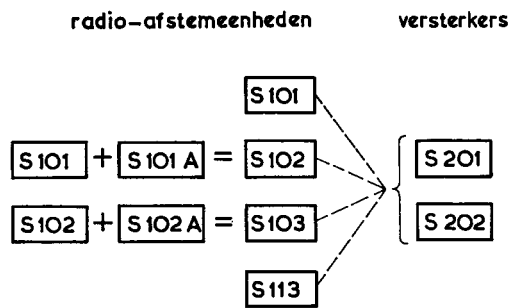 radio-afstemeenheden versterkers
S101
S101 + S101A = S102 S201
S102 + S102A = S103 S202
S113